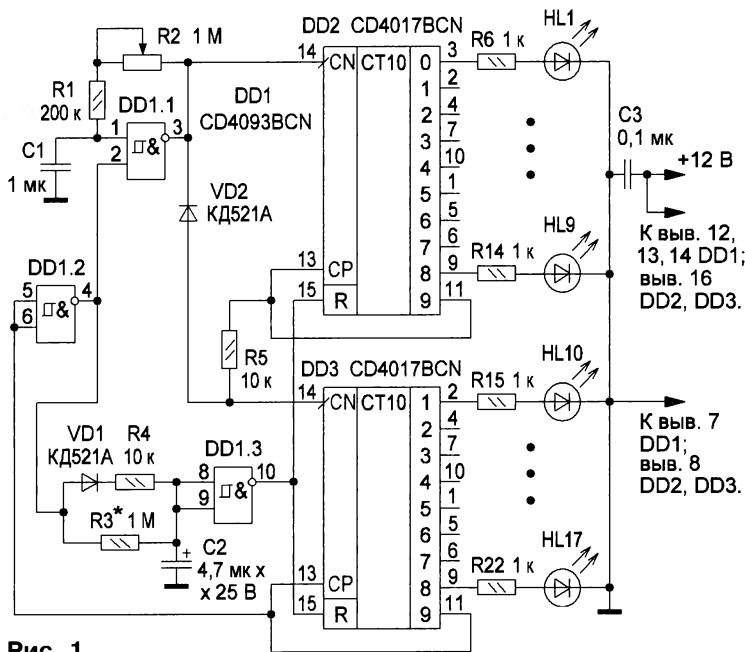 R2 1 М
R1
200 к
C1
1 мк
DD1.1
1
2
3
⎍&
DD1
CD4093BCN
VD2
КД521А
DD1.2
5
6
4
⎍&
R5
10 к
VD1
КД521А
R4
10 к
R3* 1 М
DD1.3
8
9
10
⎍&
C2
4,7 мк х
х 25 В
DD2 CD4017BCN
14
CN
CT10
13
CP
15
R
0
1
2
3
4
5
6
7
8
9
3
2
4
7
10
1
5
6
9
11
R6 1 к
HL1
R14 1 к
HL9
C3
0,1 мк
+12 В
К выв. 12,
13, 14 DD1;
выв. 16
DD2, DD3.
DD3 CD4017BCN
14
CN
CT10
13
CP
15
R
1
2
3
4
5
6
7
8
9
2
4
7
10
1
5
6
9
11
R15 1 к
HL10
R22 1 к
HL17
К выв. 7
DD1;
выв. 8
DD2, DD3.
Рис. 1